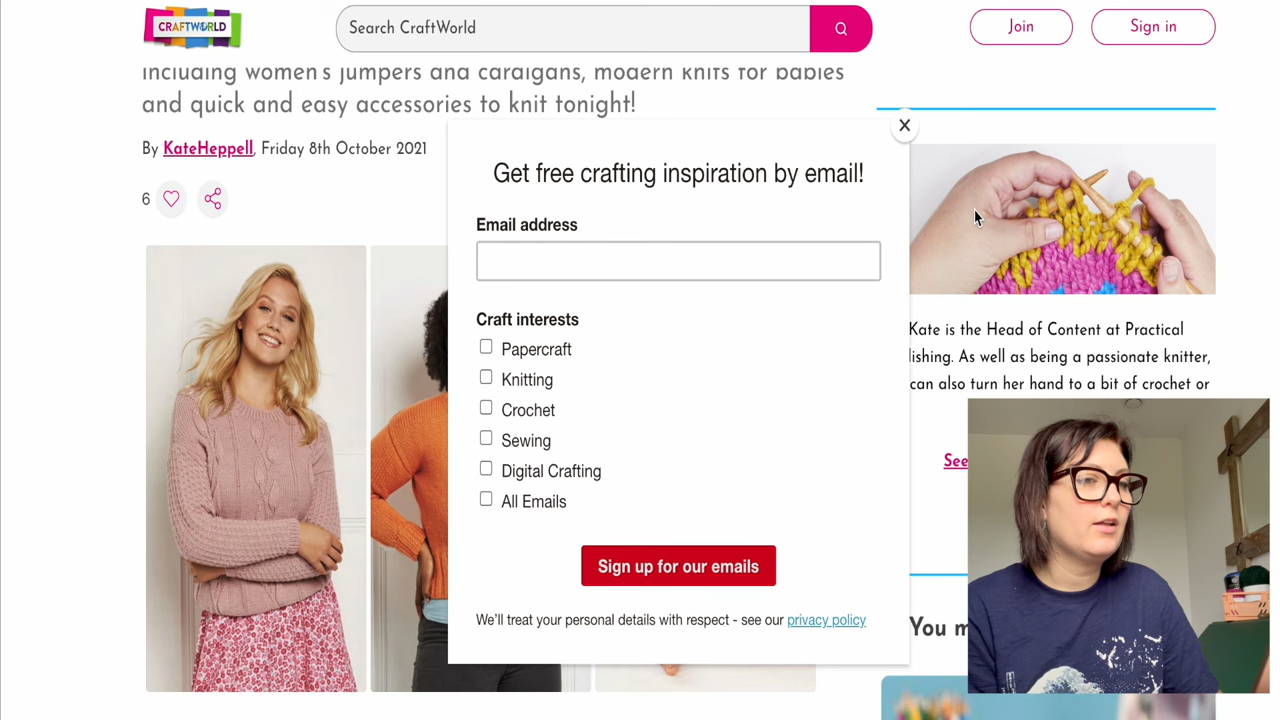 CRAFTWORLD
Search CraftWorld
Join
Sign in
including women's jumpers and cardigans, modern knits for babies
and quick and easy accessories to knit tonight!
By KateHeppell, Friday 8th October 2021
6
X
Get free crafting inspiration by email!
Email address
Craft interests
Papercraft
Knitting
Crochet
Sewing
Digital Crafting
All Emails
Sign up for our emails
We'll treat your personal details with respect - see our privacy policy
Kate is the Head of Content at Practical
lishing. As well as being a passionate knitter,
can also turn her hand to a bit of crochet or
See
You m